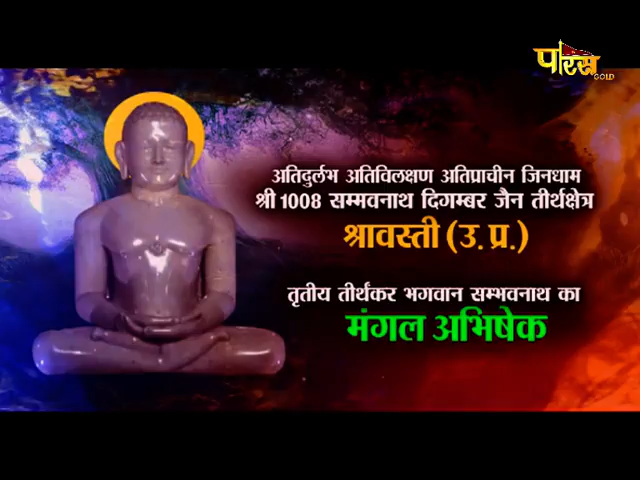 पारस
GOLD
अतिदुर्लभ अतिविलक्षण अतिप्राचीन जिनधाम
श्री 1008 सम्मवनाथ दिगम्बर जैन तीर्थक्षेत्र
श्रावस्ती (उ. प्र.)
तृतीय तीर्थंकर भगवान सम्भवनाथ का
मंगल अभिषेक